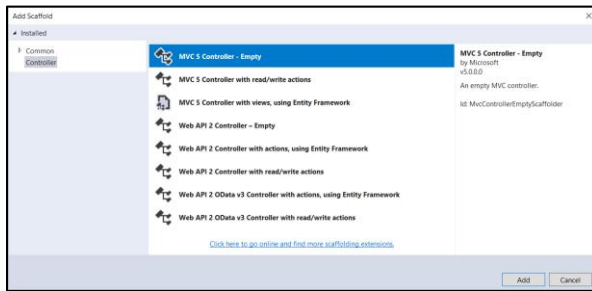 Add Scaffold
Installed
Common
Controller
MVC 5 Controller - Empty
MVC 5 Controller with read/write actions
MVC 5 Controller with views, using Entity Framework
Web API 2 Controller – Empty
Web API 2 Controller with actions, using Entity Framework
Web API 2 Controller with read/write actions
Web API 2 OData v3 Controller with actions, using Entity Framework
Web API 2 OData v3 Controller with read/write actions
Click here to go online and find more scaffolding extensions.
MVC 5 Controller - Empty
by Microsoft
v5.0.0.0
An empty MVC controller.
Id: MvcControllerEmptyScaffolder
Add
Cancel